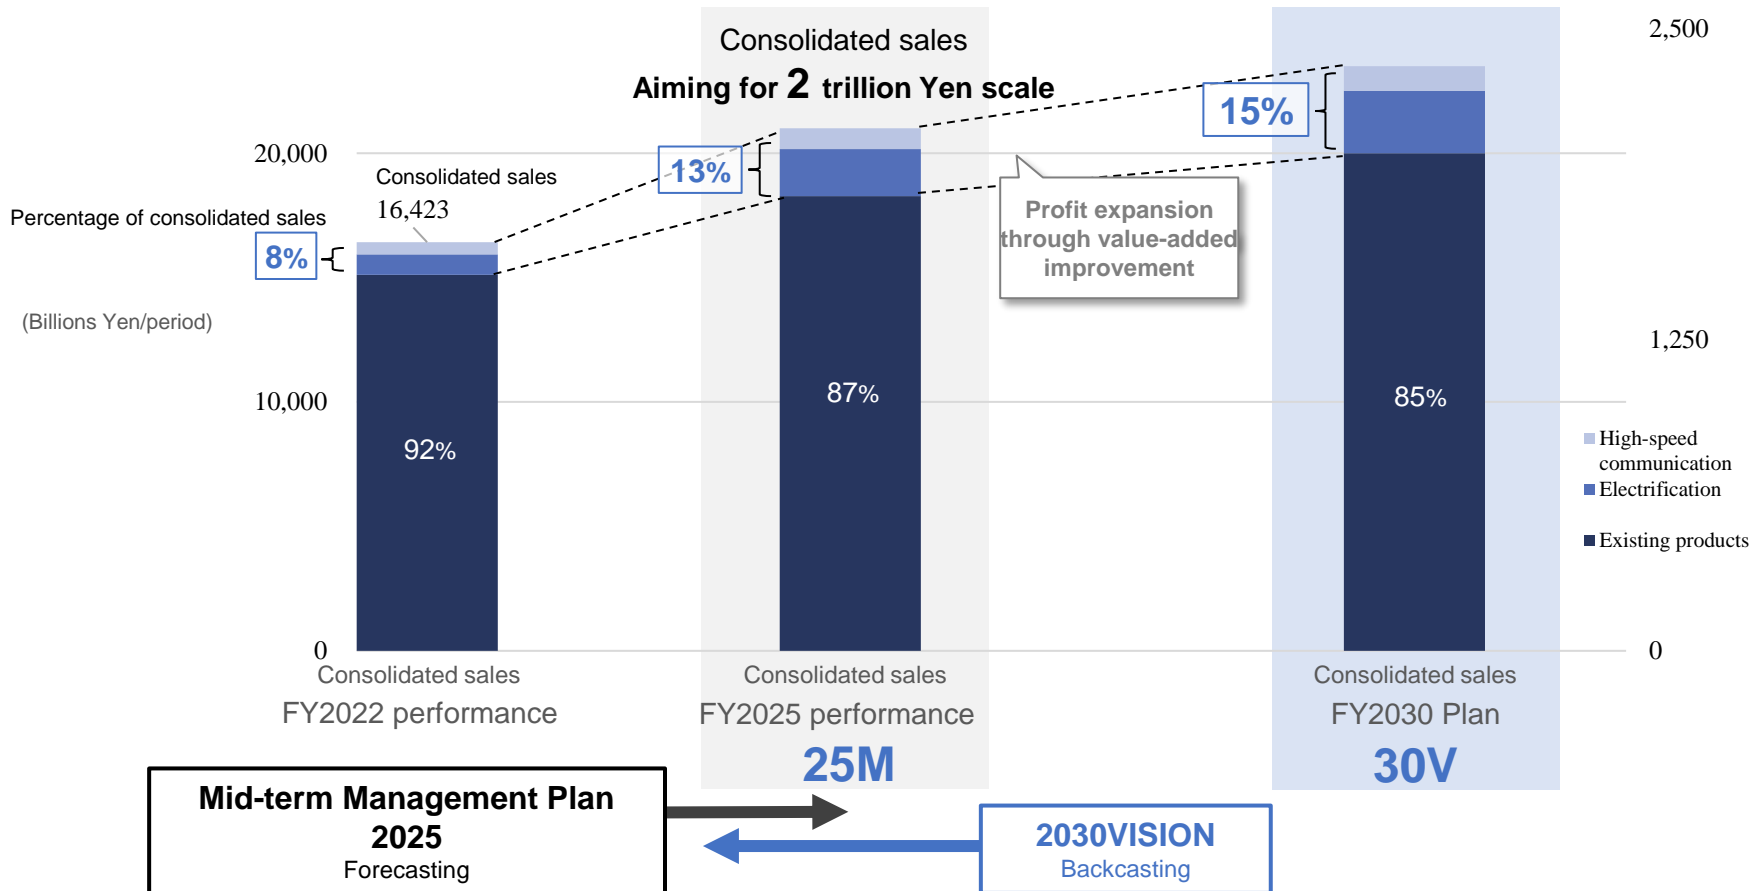 Consolidated sales
Aiming for 2 trillion Yen scale
2,500
15%
20,000
13%
Consolidated sales
16,423
Percentage of consolidated sales
8%
Profit expansion
through value-added
improvement
(Billions Yen/period)
1,250
10,000
92%
87%
85%
High-speed
communication
Electrification
Existing products
0
0
Consolidated sales
FY2022 performance
Consolidated sales
FY2025 performance
25M
Consolidated sales
FY2030 Plan
30V
Mid-term Management Plan
2025
Forecasting
2030VISION
Backcasting